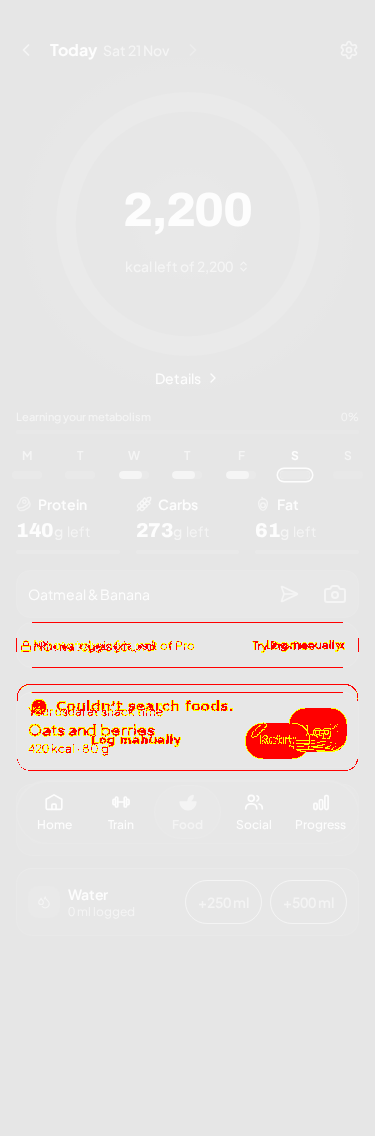 Today Sat 21 Nov
2,200
kcal left of 2,200
Details
Learning your metabolism 0%
M T W T F S S
Protein Carbs Fat
140g left 273g left 61g left
Oatmeal & Banana
Log manually
Couldn't search foods.
Oats and berries
Log manually
Home Train Food Social Progress
Water
0 ml logged
+250 ml +500 ml